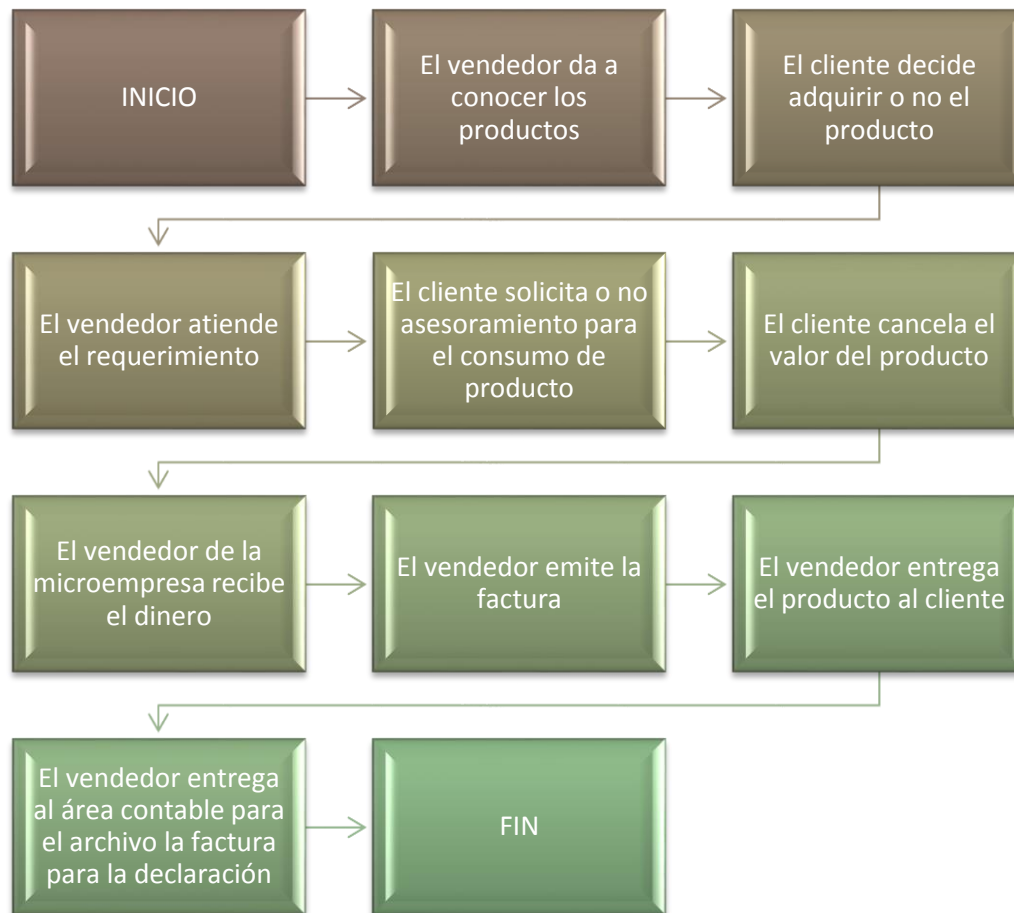 INICIO
El vendedor da a
conocer los
productos
El cliente decide
adquirir o no el
producto
El vendedor atiende
el requerimiento
El cliente solicita o no
asesoramiento para
el consumo de
producto
El cliente cancela el
valor del producto
El vendedor de la
microempresa recibe
el dinero
El vendedor emite la
factura
El vendedor entrega
el producto al cliente
El vendedor entrega
al área contable para
el archivo la factura
para la declaración
FIN